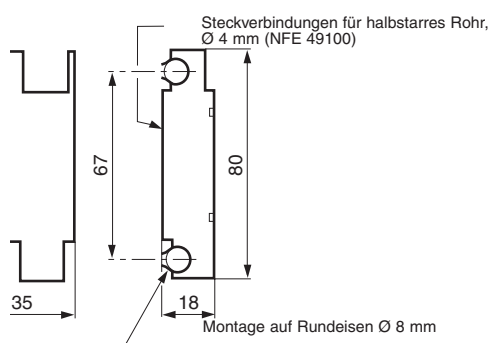 Steckverbindungen für halbstarres Rohr,
Ø 4 mm (NFE 49100)
67
80
35
18
Montage auf Rundeisen Ø 8 mm